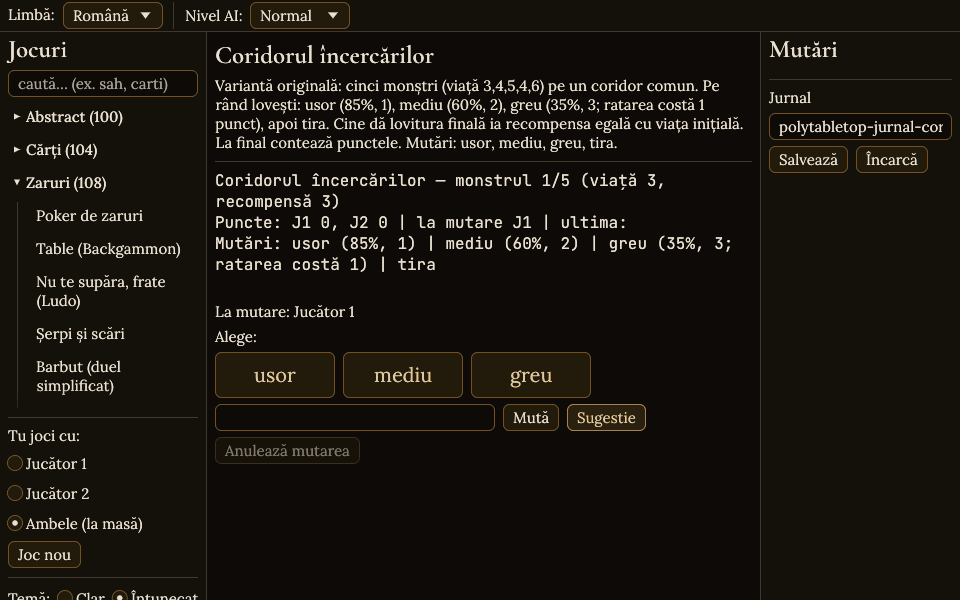 Limbă: Română ▼ Nivel AI: Normal ▼
Jocuri
caută... (ex. sah, carti)
▸ Abstract (100)
▸ Cărți (104)
▾ Zaruri (108)
Poker de zaruri
Table (Backgammon)
Nu te supăra, frate
(Ludo)
Șerpi și scări
Barbut (duel
simplificat)
Tu joci cu:
Jucător 1
Jucător 2
Ambele (la masă)
Joc nou
Temă: Clar Întunecat
Coridorul încercărilor
Variantă originală: cinci monștri (viață 3,4,5,4,6) pe un coridor comun. Pe
rând lovești: usor (85%, 1), mediu (60%, 2), greu (35%, 3; ratarea costă 1
punct), apoi tira. Cine dă lovitura finală ia recompensa egală cu viața inițială.
La final contează punctele. Mutări: usor, mediu, greu, tira.
Coridorul încercărilor — monstrul 1/5 (viață 3,
recompensă 3)
Puncte: J1 0, J2 0 | la mutare J1 | ultima:
Mutări: usor (85%, 1) | mediu (60%, 2) | greu (35%, 3;
ratarea costă 1) | tira
La mutare: Jucător 1
Alege:
usor mediu greu
Mută Sugestie
Anulează mutarea
Mutări
Jurnal
polytabletop-jurnal-cor
Salvează Încarcă